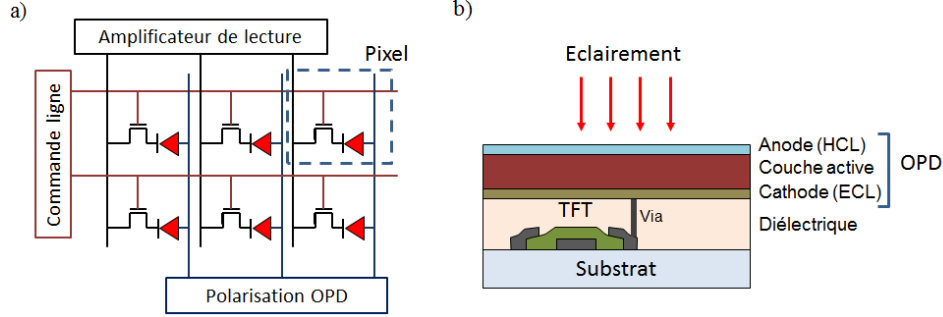 a)
Amplificateur de lecture
Pixel
Commande ligne
Polarisation OPD
b)
Eclairement
Anode (HCL)
Couche active
OPD
Cathode (ECL)
TFT
Via
Diélectrique
Substrat